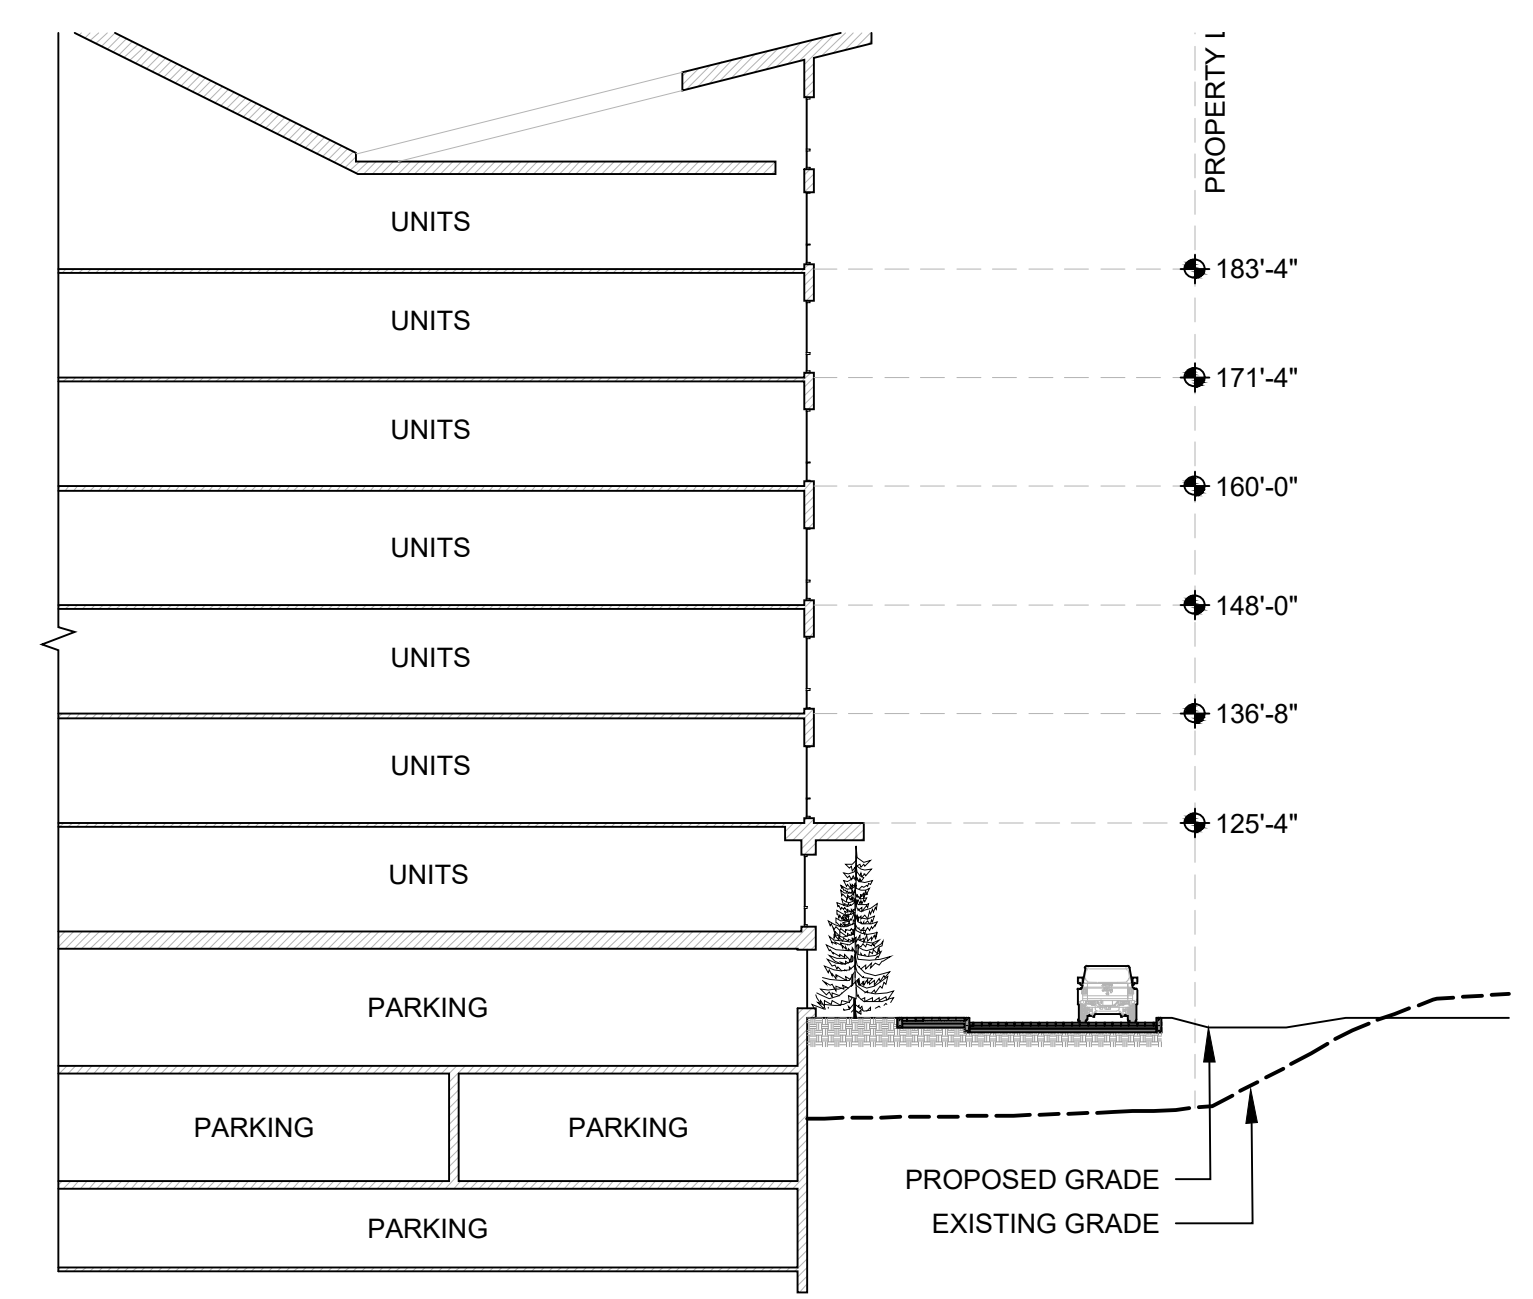 PROPERTY
UNITS
183'-4"
UNITS
171'-4"
UNITS
160'-0"
UNITS
148'-0"
UNITS
136'-8"
UNITS
125'-4"
UNITS
PARKING
PARKING
PARKING
PROPOSED GRADE
EXISTING GRADE
PARKING